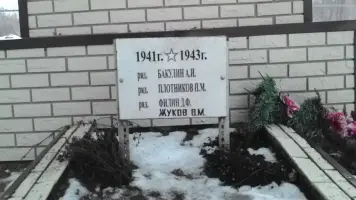 1941г. ☆ 1943г.
ряд. БАКУЛИН А.И.
ряд. ПЛОТНИКОВ П.М.
ряд. ФИЛИН Д.Ф.
ЖУКОВ В.М.